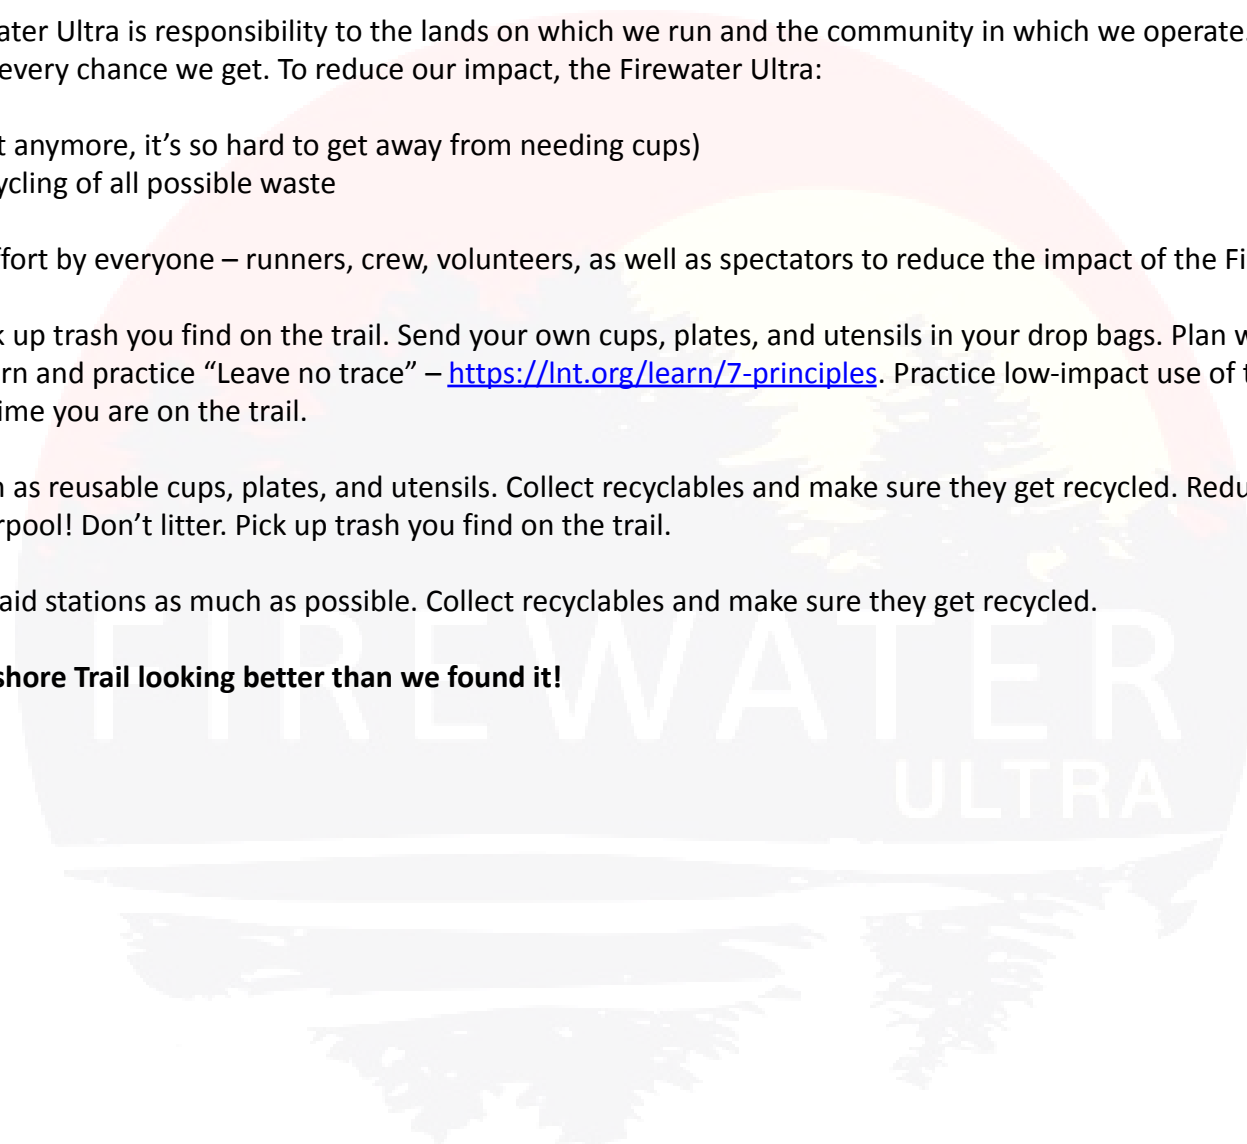 ater Ultra is responsibility to the lands on which we run and the community in which we operate.
every chance we get. To reduce our impact, the Firewater Ultra:
t anymore, it’s so hard to get away from needing cups)
ycling of all possible waste
ffort by everyone – runners, crew, volunteers, as well as spectators to reduce the impact of the Fi
k up trash you find on the trail. Send your own cups, plates, and utensils in your drop bags. Plan w
rn and practice “Leave no trace” – https://lnt.org/learn/7-principles. Practice low-impact use of t
ime you are on the trail.
n as reusable cups, plates, and utensils. Collect recyclables and make sure they get recycled. Redu
rpool! Don’t litter. Pick up trash you find on the trail.
aid stations as much as possible. Collect recyclables and make sure they get recycled.
shore Trail looking better than we found it!
FIREWATER
ULTRA